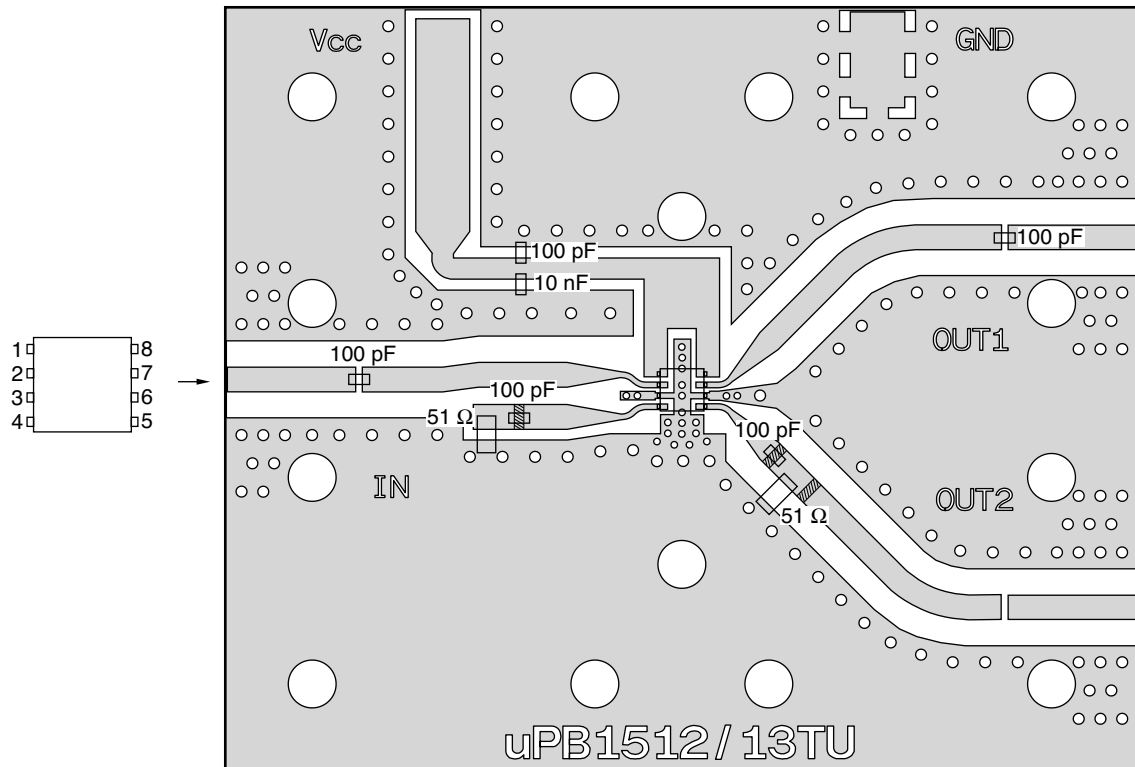 Vcc
GND
100 pF
100 pF
10 nF
OUT1
1
8
2
7
3
6
4
5
100 pF
100 pF
51 Ω
100 pF
IN
OUT2
51 Ω
uPB1512 / 13TU